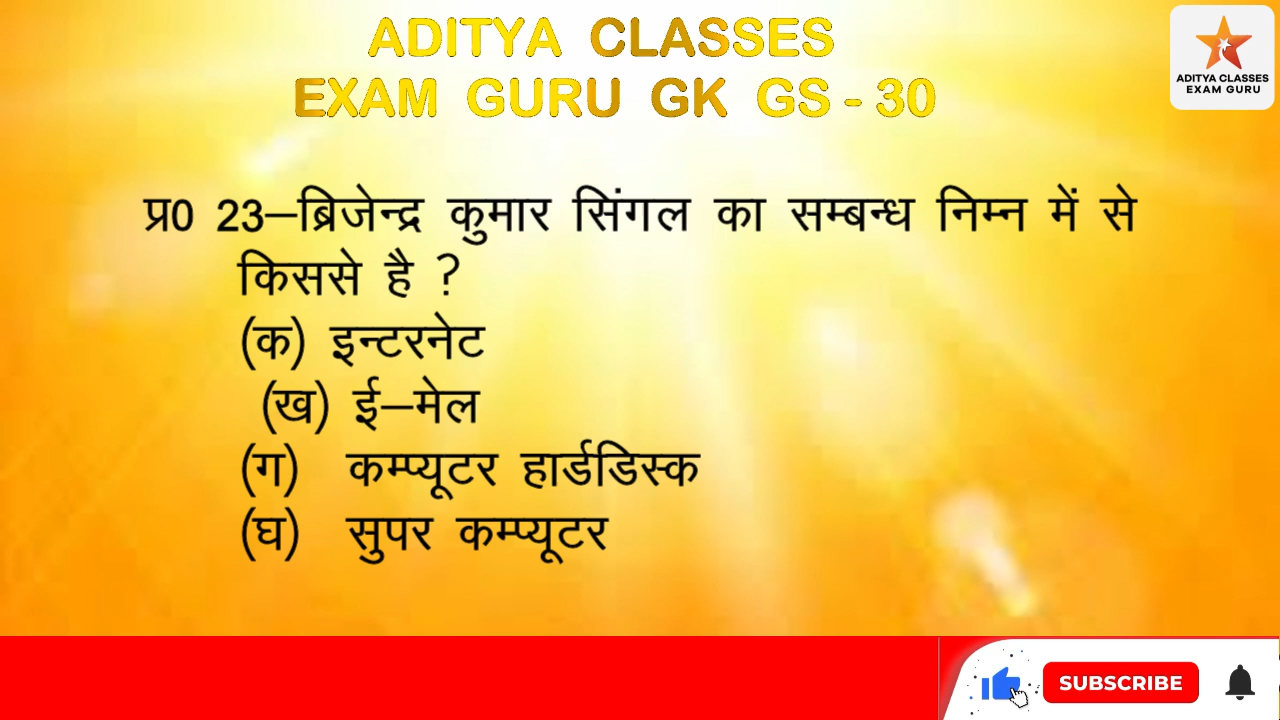 ADITYA CLASSES
EXAM GURU GK GS - 30
ADITYA CLASSES
EXAM GURU
प्र0 23–ब्रिजेन्द्र कुमार सिंगल का सम्बन्ध निम्न में से
किससे है ?
(क) इन्टरनेट
(ख) ई–मेल
(ग) कम्प्यूटर हार्डडिस्क
(घ) सुपर कम्प्यूटर
SUBSCRIBE